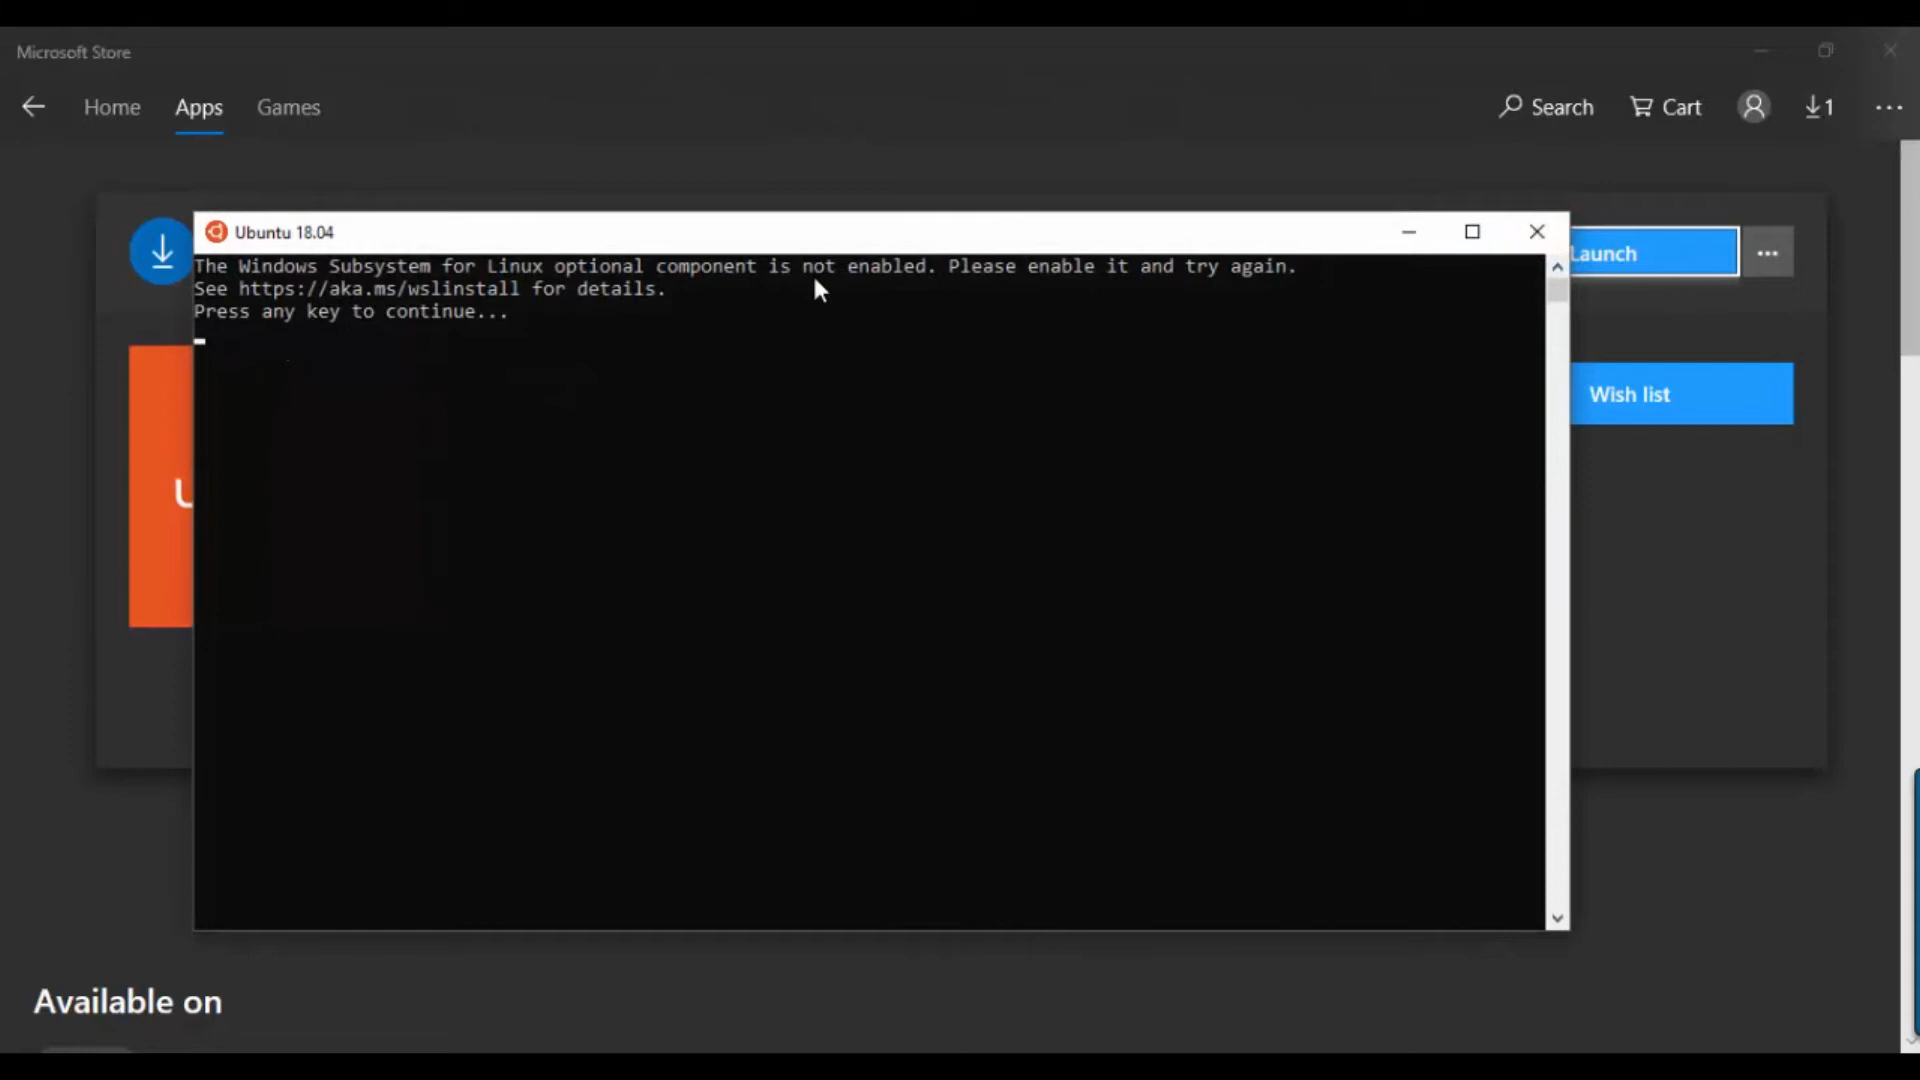 Microsoft Store
Home Apps Games Search Cart 1
Ubuntu 18.04
Launch
The Windows Subsystem for Linux optional component is not enabled. Please enable it and try again.
See https://aka.ms/wslinstall for details.
Press any key to continue...
Wish list
U
Available on